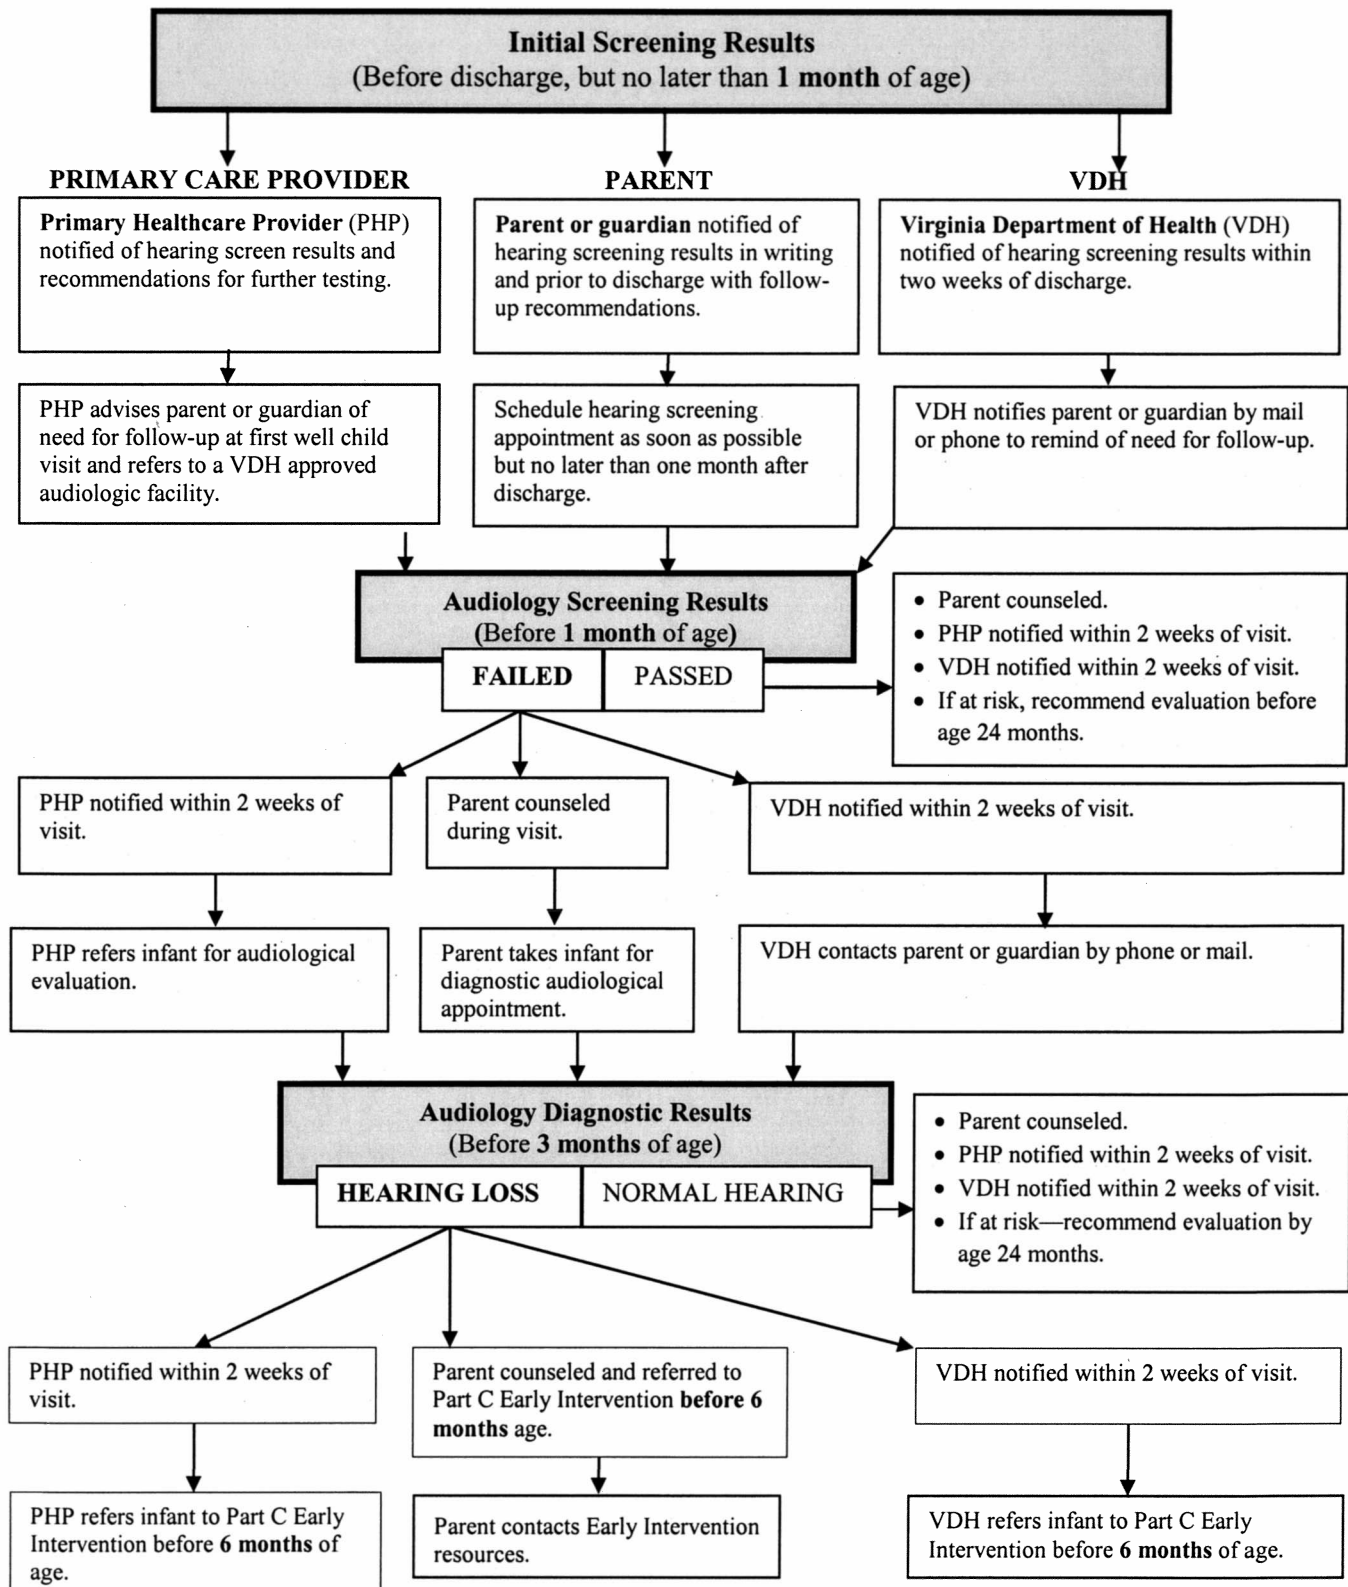 Initial Screening Results
(Before discharge, but no later than 1 month of age)
PRIMARY CARE PROVIDER
Primary Healthcare Provider (PHP)
notified of hearing screen results and
recommendations for further testing.
PARENT
Parent or guardian notified of
hearing screening results in writing
and prior to discharge with follow-
up recommendations.
VDH
Virginia Department of Health (VDH)
notified of hearing screening results within
two weeks of discharge.
PHP advises parent or guardian of
need for follow-up at first well child
visit and refers to a VDH approved
audiologic facility.
Schedule hearing screening
appointment as soon as possible
but no later than one month after
discharge.
VDH notifies parent or guardian by mail
or phone to remind of need for follow-up.
Audiology Screening Results
(Before 1 month of age)
FAILED
PASSED
• Parent counseled.
• PHP notified within 2 weeks of visit.
• VDH notified within 2 weeks of visit.
• If at risk, recommend evaluation before
age 24 months.
PHP notified within 2 weeks of
visit.
Parent counseled
during visit.
VDH notified within 2 weeks of visit.
PHP refers infant for audiological
evaluation.
Parent takes infant for
diagnostic audiological
appointment.
VDH contacts parent or guardian by phone or mail.
Audiology Diagnostic Results
(Before 3 months of age)
HEARING LOSS
NORMAL HEARING
• Parent counseled.
• PHP notified within 2 weeks of visit.
• VDH notified within 2 weeks of visit.
• If at risk—recommend evaluation by
age 24 months.
PHP notified within 2 weeks of
visit.
Parent counseled and referred to
Part C Early Intervention before 6
months age.
VDH notified within 2 weeks of visit.
PHP refers infant to Part C Early
Intervention before 6 months of
age.
Parent contacts Early Intervention
resources.
VDH refers infant to Part C Early
Intervention before 6 months of age.